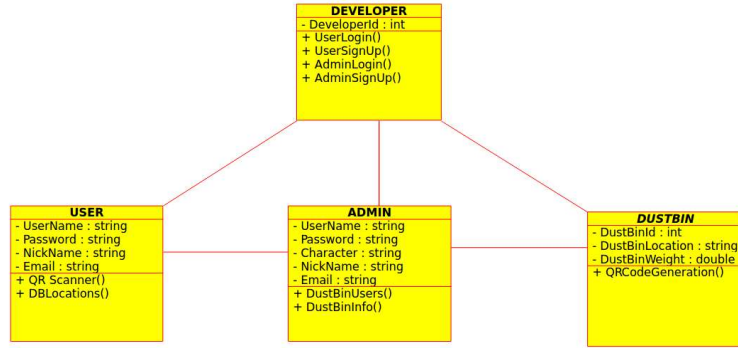 DEVELOPER
- DeveloperId : int
+ UserLogin()
+ UserSignUp()
+ AdminLogin()
+ AdminSignUp()
USER
- UserName : string
- Password : string
- NickName : string
- Email : string
+ QR Scanner()
+ DBLocations()
ADMIN
- UserName : string
- Password : string
- Character : string
- NickName : string
- Email : string
+ DustBinUsers()
+ DustBinInfo()
DUSTBIN
- DustBinId : int
- DustBinLocation : string
- DustBinWeight : double
+ QRCodeGeneration()